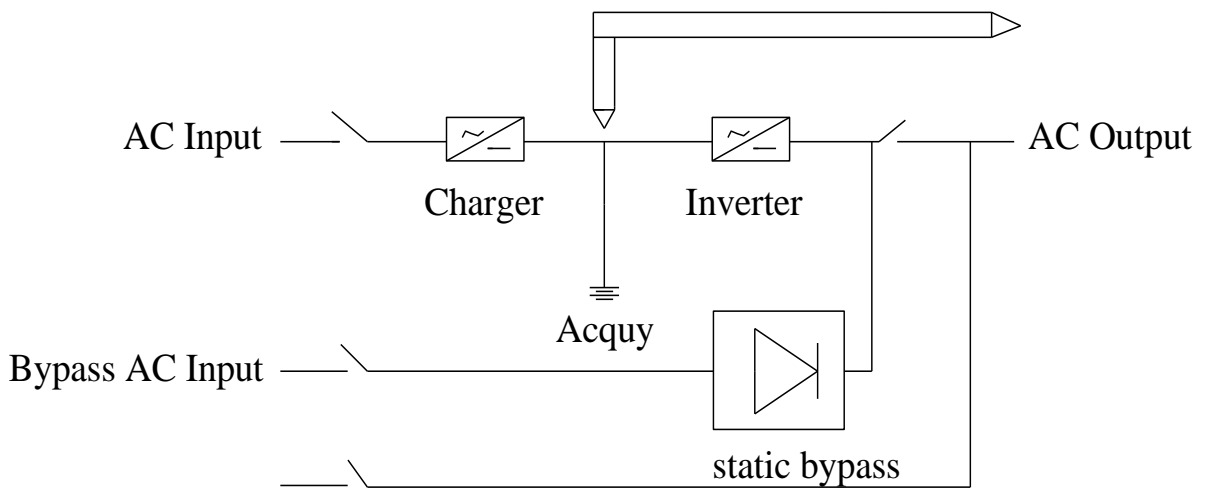 AC Input
AC Output
Charger
Inverter
Acquy
Bypass AC Input
static bypass